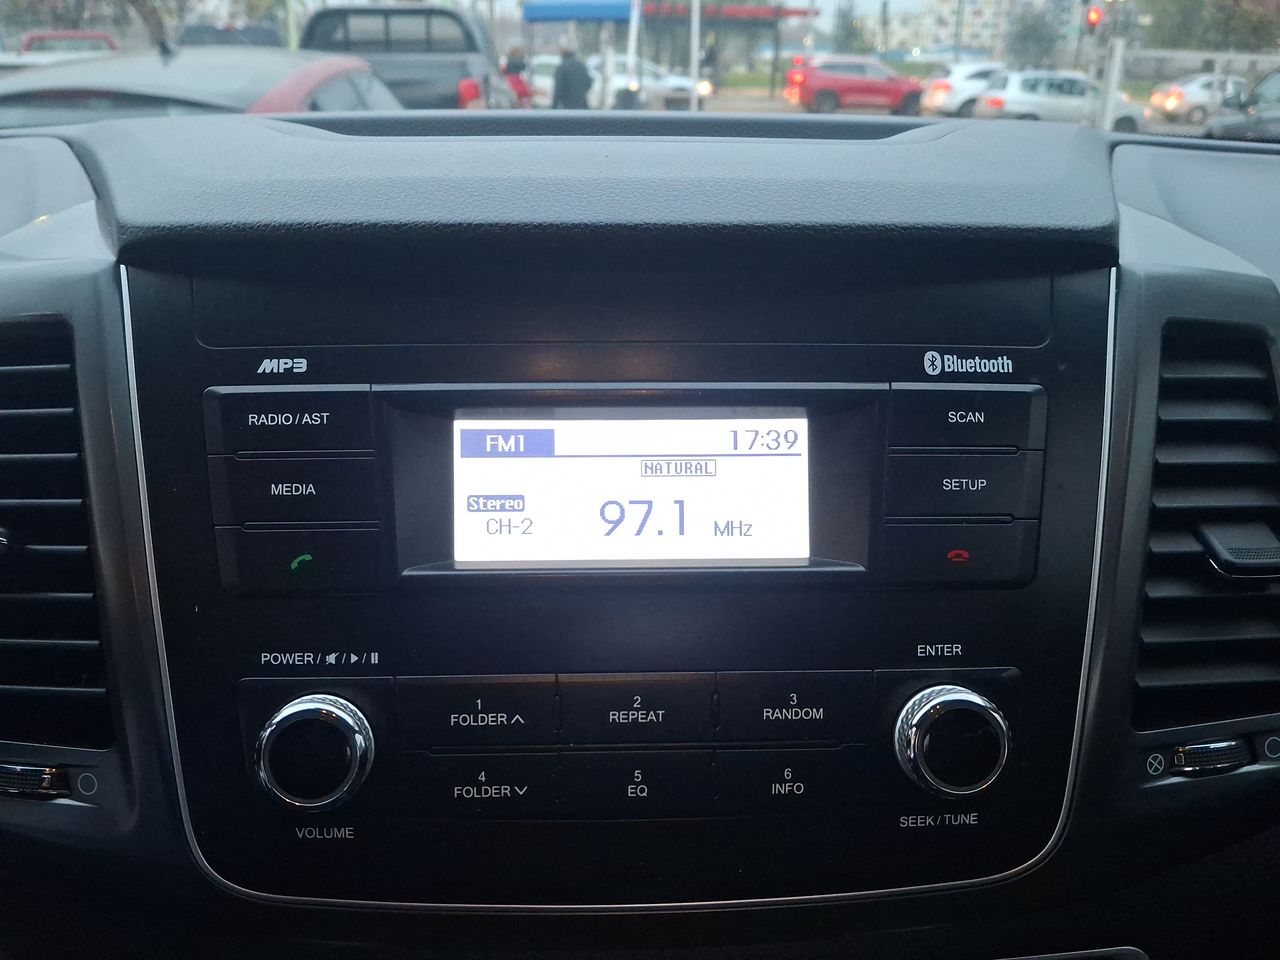 MP3
Bluetooth
RADIO / AST
SCAN
MEDIA
SETUP
FM1
17:39
NATURAL
Stereo
CH-2
97.1 MHz
POWER /
ENTER
1
FOLDER
2
REPEAT
3
RANDOM
4
FOLDER
5
EQ
6
INFO
VOLUME
SEEK / TUNE